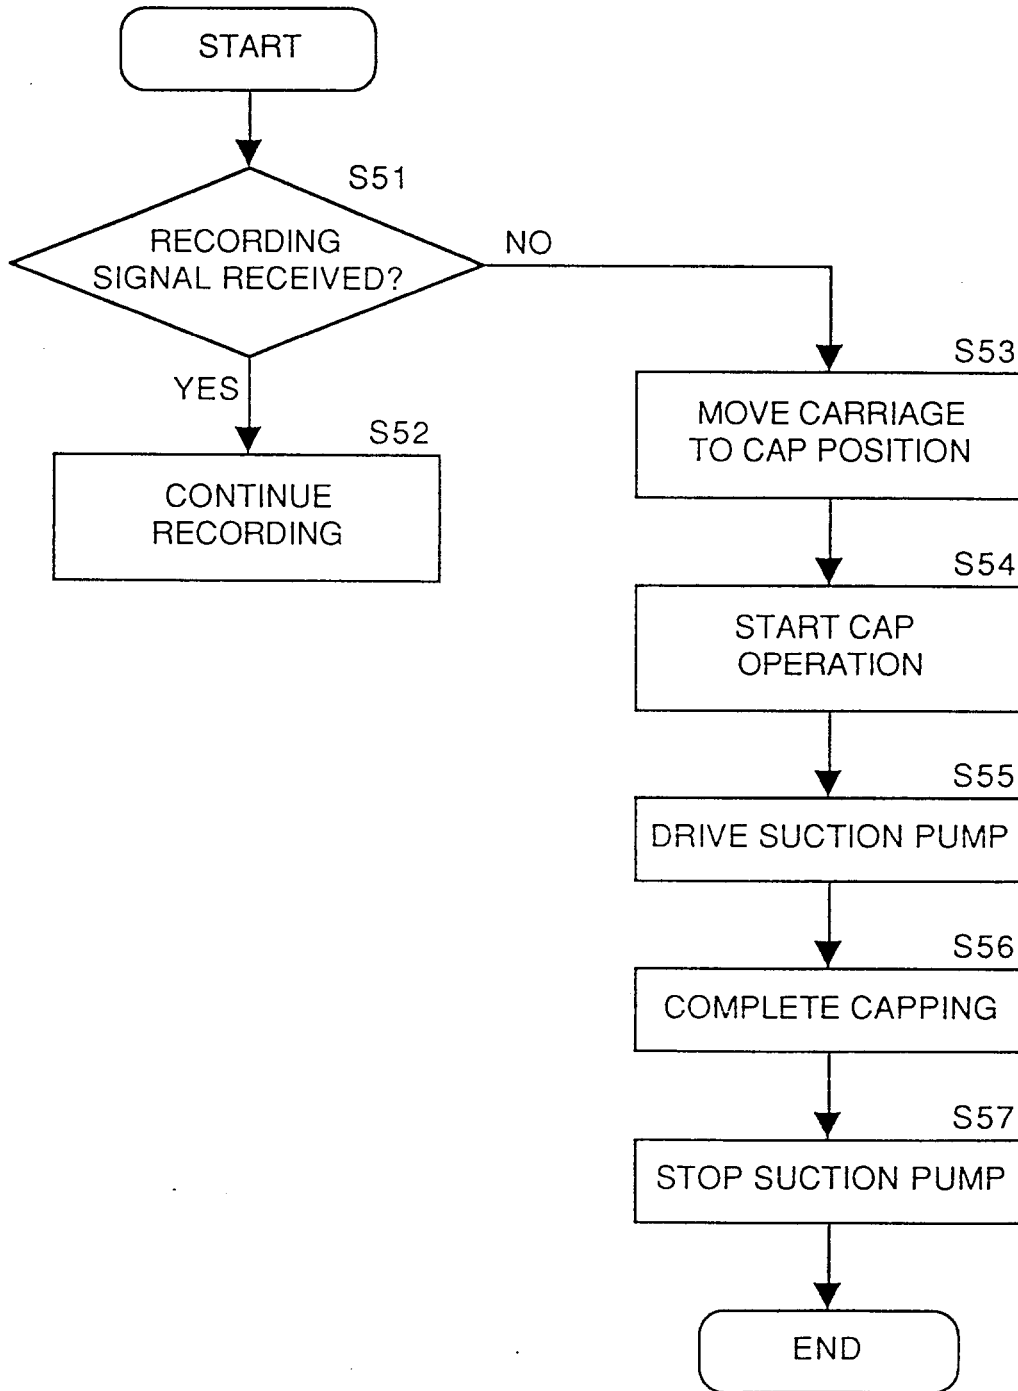 START
S51
RECORDING
SIGNAL RECEIVED?
NO
YES
S52
CONTINUE
RECORDING
S53
MOVE CARRIAGE
TO CAP POSITION
S54
START CAP
OPERATION
S55
DRIVE SUCTION PUMP
S56
COMPLETE CAPPING
S57
STOP SUCTION PUMP
END